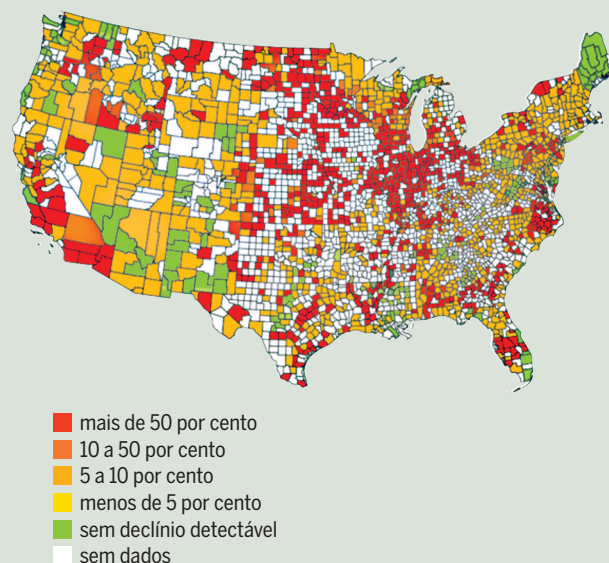 mais de 50 por cento
10 a 50 por cento
5 a 10 por cento
menos de 5 por cento
sem declínio detectável
sem dados